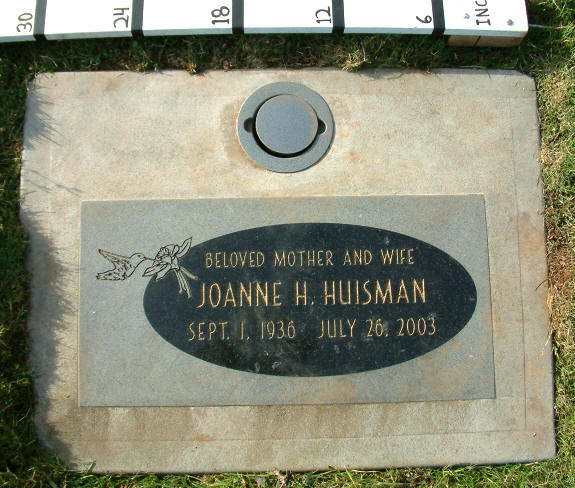 30 24 18 12 6 INC
BELOVED MOTHER AND WIFE
JOANNE H. HUISMAN
SEPT. 1, 1936 JULY 26, 2003